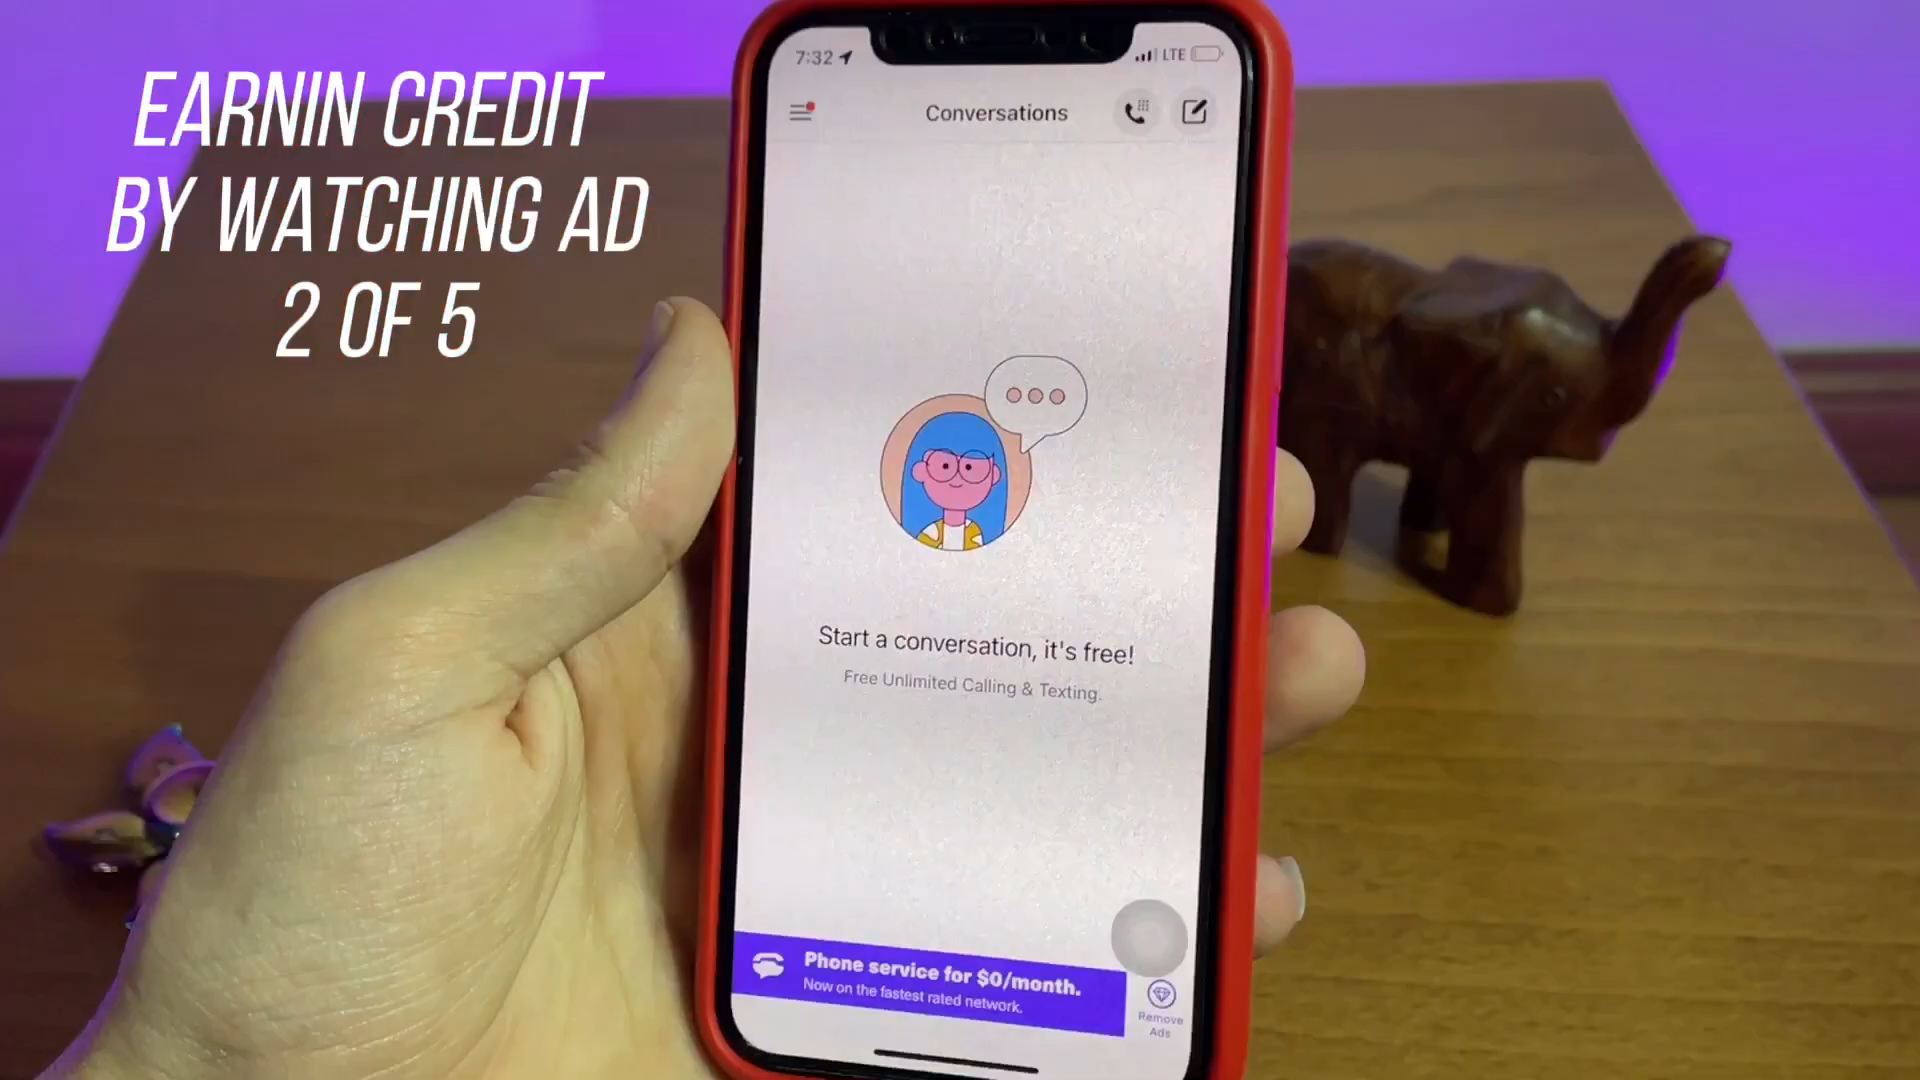 EARNIN CREDIT
BY WATCHING AD
2 OF 5
7:32
LTE
Conversations
Start a conversation, it's free!
Free Unlimited Calling & Texting.
Phone service for $0/month.
Now on the fastest rated network.
Remove
Ads